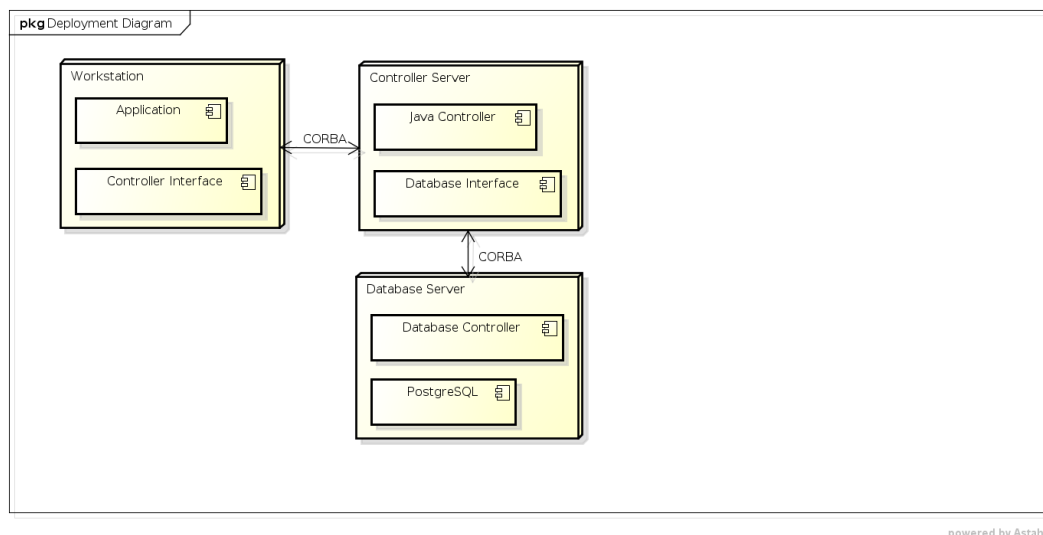 pkg Deployment Diagram
Workstation
Application
Controller Interface
CORBA
Controller Server
Java Controller
Database Interface
CORBA
Database Server
Database Controller
PostgreSQL
powered by Astah